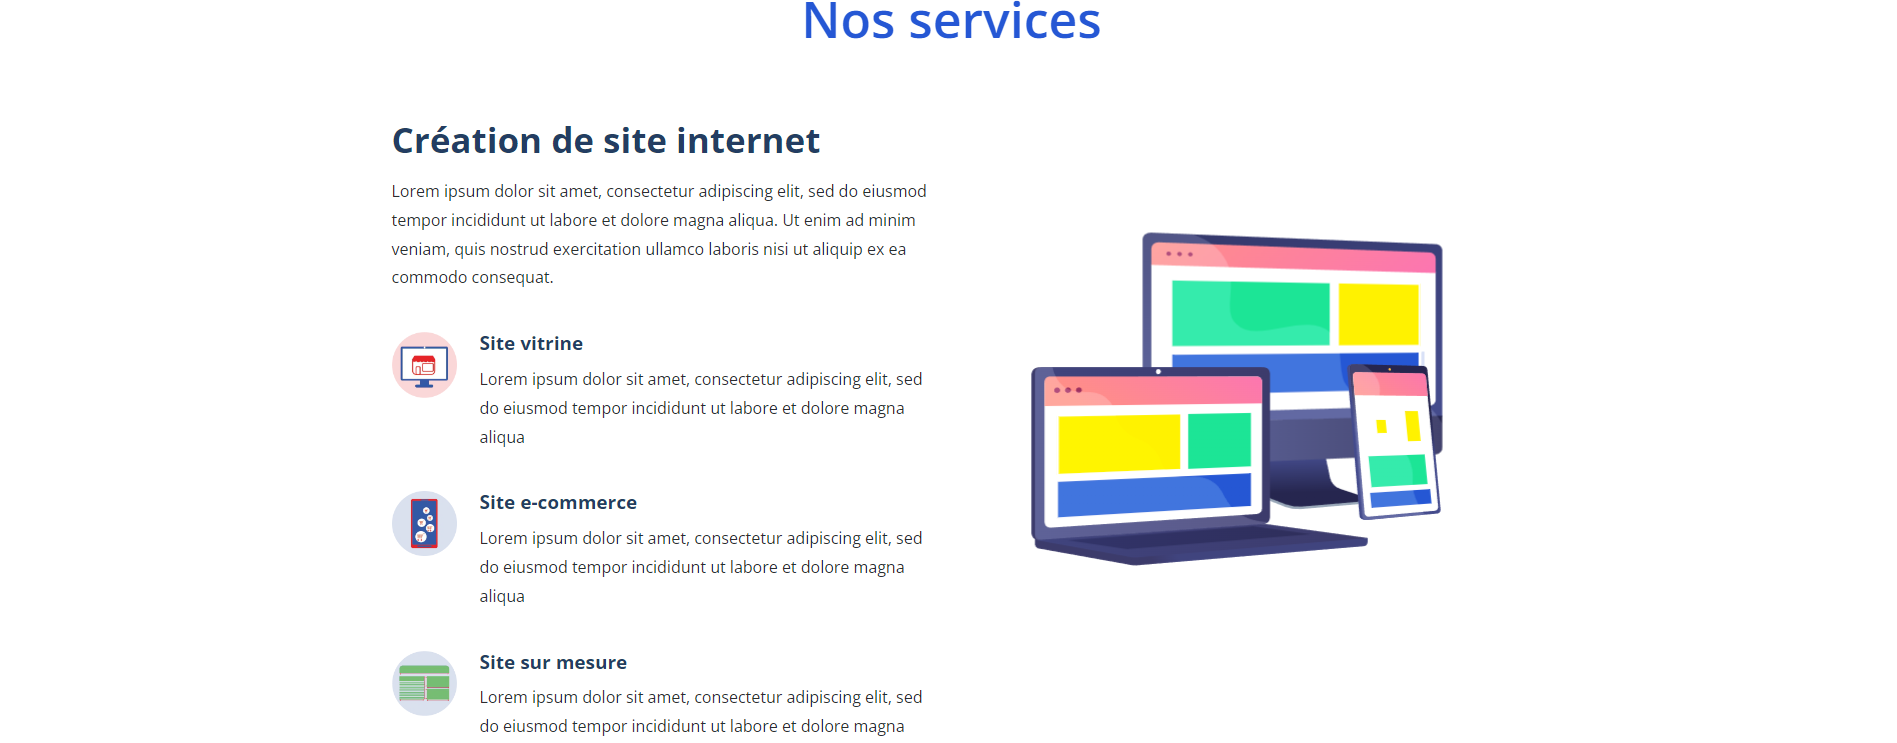 Nos services
Création de site internet
Lorem ipsum dolor sit amet, consectetur adipiscing elit, sed do eiusmod
tempor incididunt ut labore et dolore magna aliqua. Ut enim ad minim
veniam, quis nostrud exercitation ullamco laboris nisi ut aliquip ex ea
commodo consequat.
Site vitrine
Lorem ipsum dolor sit amet, consectetur adipiscing elit, sed
do eiusmod tempor incididunt ut labore et dolore magna
aliqua
Site e-commerce
Lorem ipsum dolor sit amet, consectetur adipiscing elit, sed
do eiusmod tempor incididunt ut labore et dolore magna
aliqua
Site sur mesure
Lorem ipsum dolor sit amet, consectetur adipiscing elit, sed
do eiusmod tempor incididunt ut labore et dolore magna